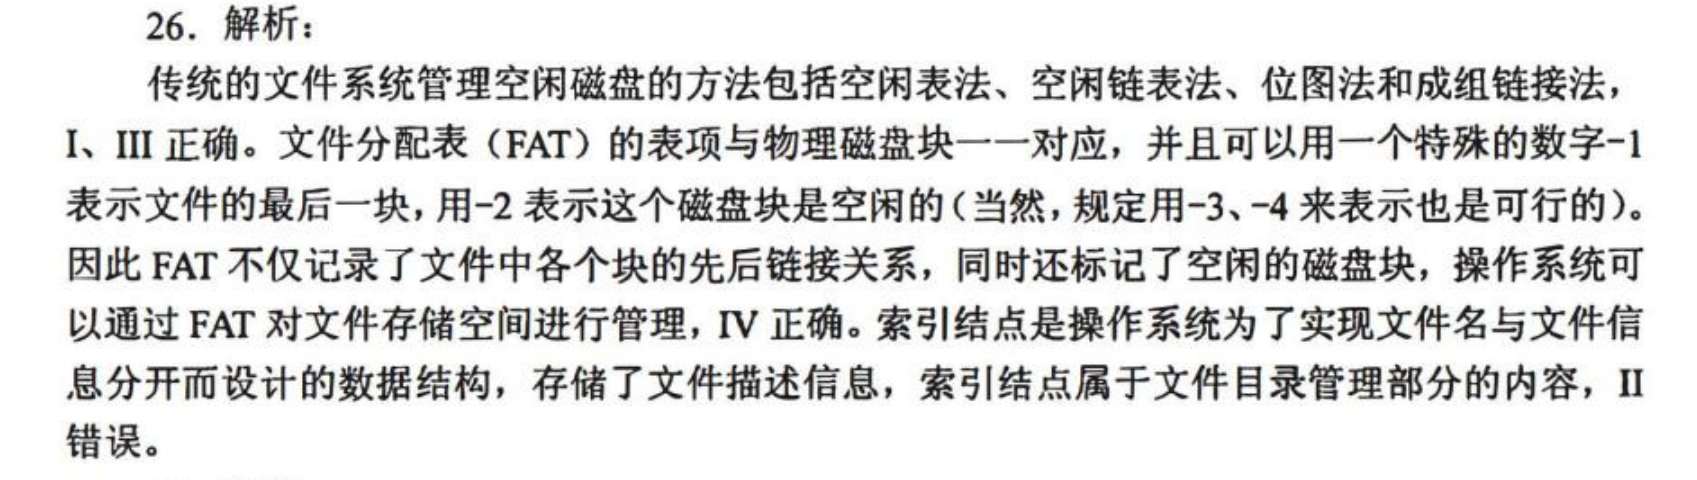 26．解析：
传统的文件系统管理空闲磁盘的方法包括空闲表法、空闲链表法、位图法和成组链接法，
I、III 正确。文件分配表（FAT）的表项与物理磁盘块一一对应，并且可以用一个特殊的数字-1
表示文件的最后一块，用-2 表示这个磁盘块是空闲的（当然，规定用-3、-4 来表示也是可行的）。
因此 FAT 不仅记录了文件中各个块的先后链接关系，同时还标记了空闲的磁盘块，操作系统可
以通过 FAT 对文件存储空间进行管理，IV 正确。索引结点是操作系统为了实现文件名与文件信
息分开而设计的数据结构，存储了文件描述信息，索引结点属于文件目录管理部分的内容，II
错误。